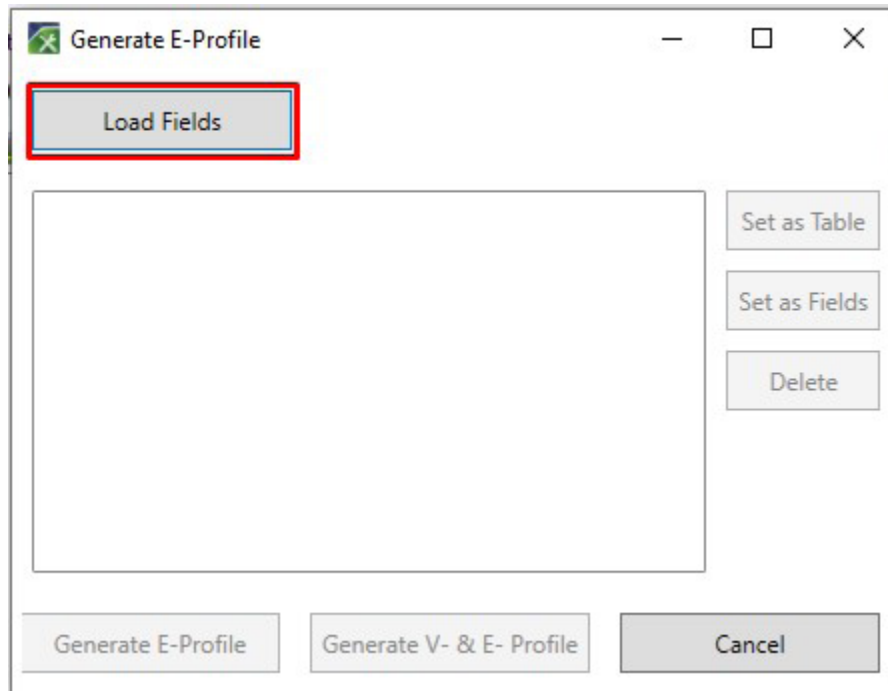 Generate E-Profile
Load Fields
Set as Table
Set as Fields
Delete
Generate E-Profile
Generate V- & E- Profile
Cancel